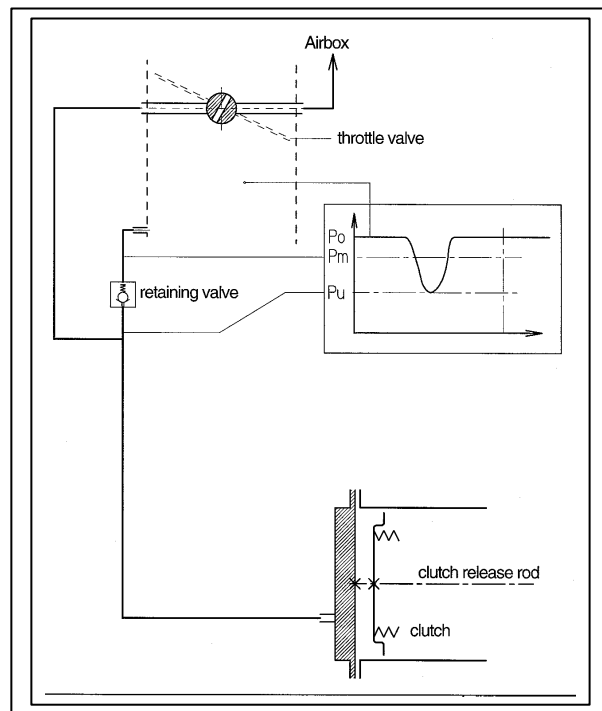 Airbox
throttle valve
Po
Pm
retaining valve
Pu
clutch release rod
clutch